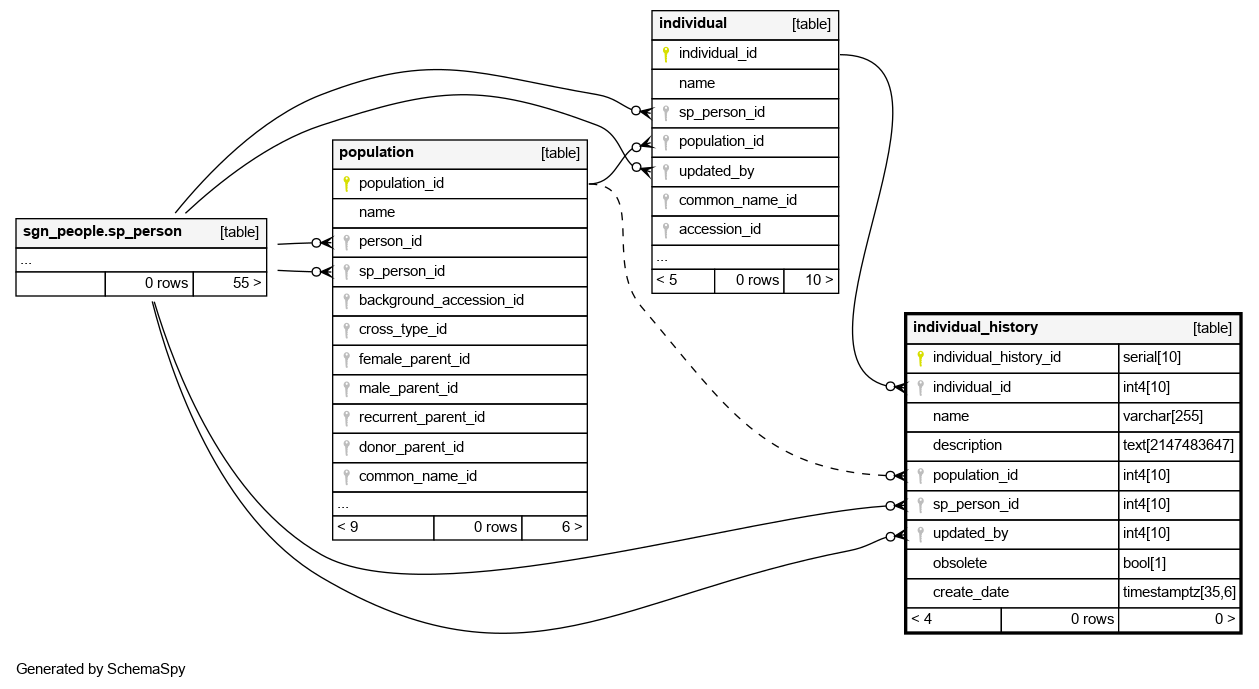 individual [table]
individual_id
name
sp_person_id
population_id
updated_by
common_name_id
accession_id
...
< 5 0 rows 10 >
population [table]
population_id
name
person_id
sp_person_id
background_accession_id
cross_type_id
female_parent_id
male_parent_id
recurrent_parent_id
donor_parent_id
common_name_id
...
< 9 0 rows 6 >
sgn_people.sp_person [table]
...
0 rows 55 >
individual_history [table]
individual_history_id serial[10]
individual_id int4[10]
name varchar[255]
description text[2147483647]
population_id int4[10]
sp_person_id int4[10]
updated_by int4[10]
obsolete bool[1]
create_date timestamptz[35,6]
< 4 0 rows 0 >
Generated by SchemaSpy